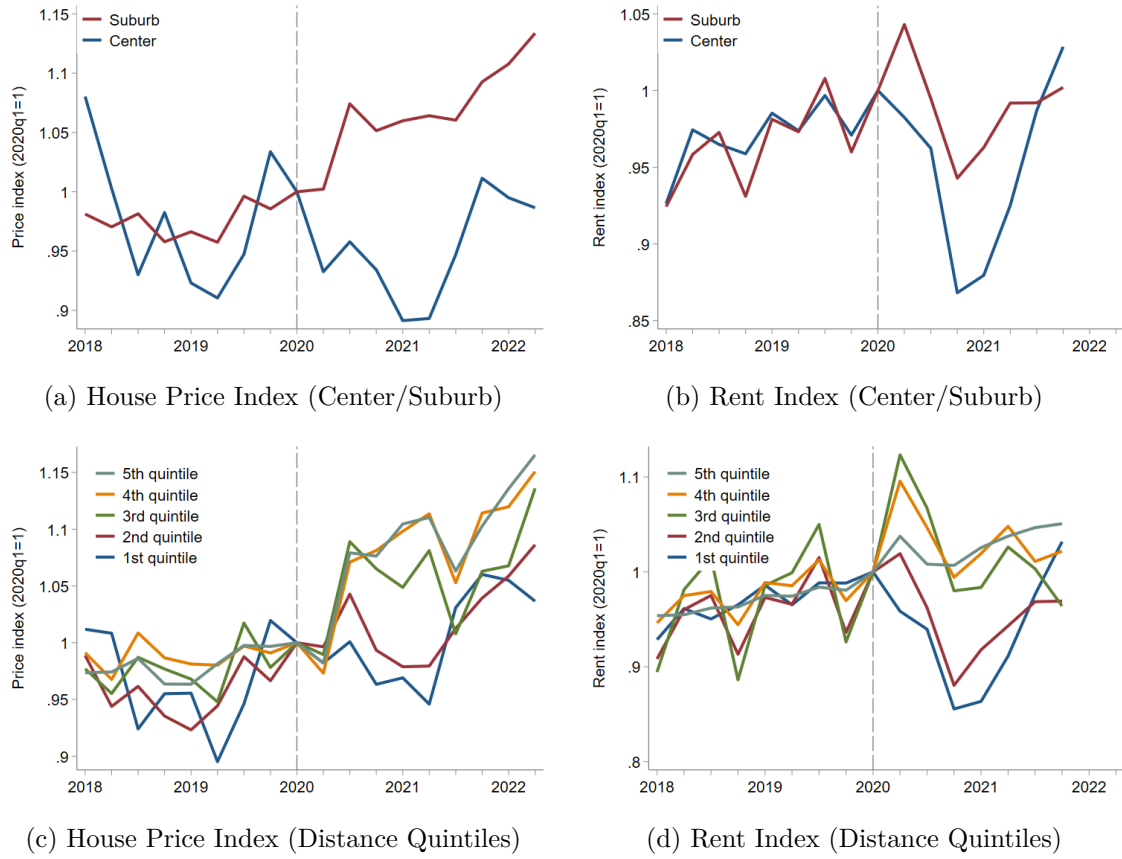 1.15
1.1
1.05
1
.95
.9
Price index (2020q1=1)
Suburb
Center
2018 2019 2020 2021 2022
(a) House Price Index (Center/Suburb)
1.05
1
.95
.9
.85
Rent index (2020q1=1)
Suburb
Center
2018 2019 2020 2021 2022
(b) Rent Index (Center/Suburb)
1.15
1.1
1.05
1
.95
.9
Price index (2020q1=1)
5th quintile
4th quintile
3rd quintile
2nd quintile
1st quintile
2018 2019 2020 2021 2022
(c) House Price Index (Distance Quintiles)
1.1
1
.9
.8
Rent index (2020q1=1)
5th quintile
4th quintile
3rd quintile
2nd quintile
1st quintile
2018 2019 2020 2021 2022
(d) Rent Index (Distance Quintiles)